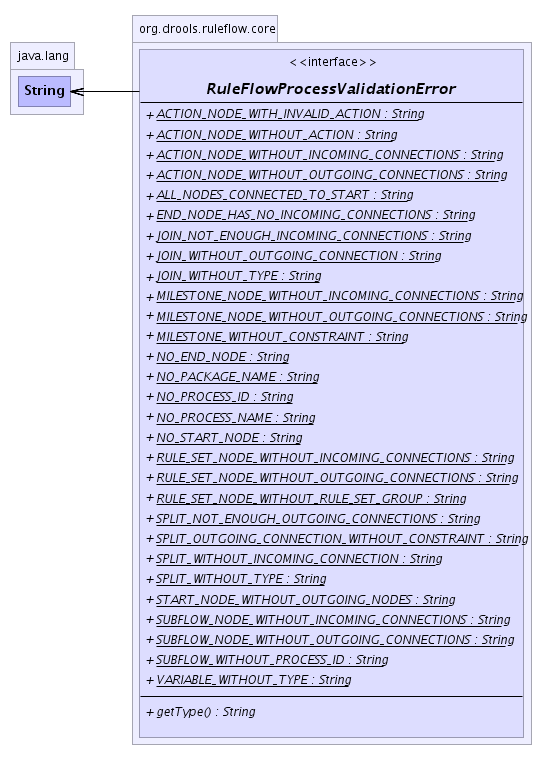 org.drools.ruleflow.core
java.lang
String
<<interface>>
RuleFlowProcessValidationError
+ ACTION_NODE_WITH_INVALID_ACTION : String
+ ACTION_NODE_WITHOUT_ACTION : String
+ ACTION_NODE_WITHOUT_INCOMING_CONNECTIONS : String
+ ACTION_NODE_WITHOUT_OUTGOING_CONNECTIONS : String
+ ALL_NODES_CONNECTED_TO_START : String
+ END_NODE_HAS_NO_INCOMING_CONNECTIONS : String
+ JOIN_NOT_ENOUGH_INCOMING_CONNECTIONS : String
+ JOIN_WITHOUT_OUTGOING_CONNECTION : String
+ JOIN_WITHOUT_TYPE : String
+ MILESTONE_NODE_WITHOUT_INCOMING_CONNECTIONS : String
+ MILESTONE_NODE_WITHOUT_OUTGOING_CONNECTIONS : String
+ MILESTONE_WITHOUT_CONSTRAINT : String
+ NO_END_NODE : String
+ NO_PACKAGE_NAME : String
+ NO_PROCESS_ID : String
+ NO_PROCESS_NAME : String
+ NO_START_NODE : String
+ RULE_SET_NODE_WITHOUT_INCOMING_CONNECTIONS : String
+ RULE_SET_NODE_WITHOUT_OUTGOING_CONNECTIONS : String
+ RULE_SET_NODE_WITHOUT_RULE_SET_GROUP : String
+ SPLIT_NOT_ENOUGH_OUTGOING_CONNECTIONS : String
+ SPLIT_OUTGOING_CONNECTION_WITHOUT_CONSTRAINT : String
+ SPLIT_WITHOUT_INCOMING_CONNECTION : String
+ SPLIT_WITHOUT_TYPE : String
+ START_NODE_WITHOUT_OUTGOING_NODES : String
+ SUBFLOW_NODE_WITHOUT_INCOMING_CONNECTIONS : String
+ SUBFLOW_NODE_WITHOUT_OUTGOING_CONNECTIONS : String
+ SUBFLOW_WITHOUT_PROCESS_ID : String
+ VARIABLE_WITHOUT_TYPE : String
+ getType() : String